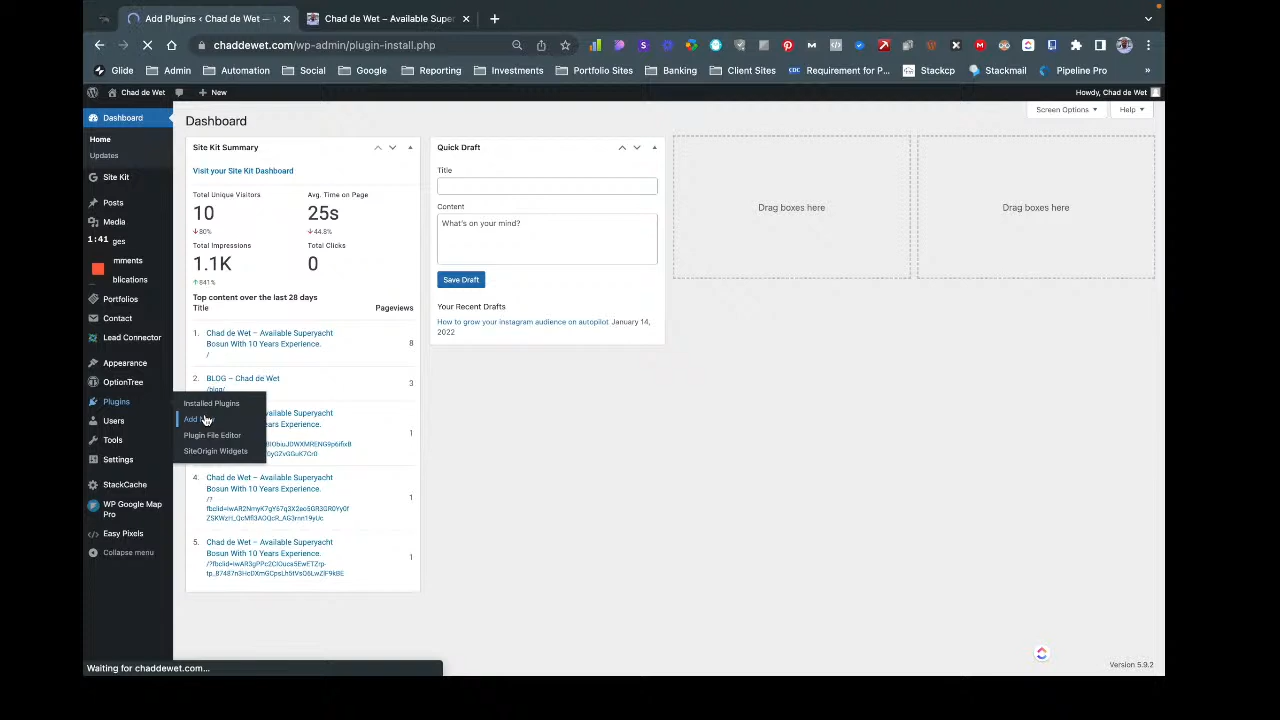 Add Plugins ‹ Chad de Wet —
Chad de Wet – Available Super
chaddewet.com/wp-admin/plugin-install.php
Glide
Admin
Automation
Social
Google
Reporting
Investments
Portfolio Sites
Banking
Client Sites
CDC
Requirement for P...
Stackcp
Stackmail
Pipeline Pro
»
Chad de Wet
New
Howdy, Chad de Wet
Dashboard
Home
Updates
Site Kit
Posts
Media
1:41
ges
mments
blications
Portfolios
Contact
Lead Connector
Appearance
OptionTree
Plugins
Users
Tools
Settings
StackCache
WP Google Map
Pro
Easy Pixels
Collapse menu
Installed Plugins
Add
Plugin File Editor
SiteOrigin Widgets
Screen Options
Help
Dashboard
Site Kit Summary
Visit your Site Kit Dashboard
Total Unique Visitors
Avg. Time on Page
10
25s
80%
44.8%
Total Impressions
Total Clicks
1.1K
0
841%
Top content over the last 28 days
Title
Pageviews
1.
Chad de Wet – Available Superyacht
Bosun With 10 Years Experience.
/
8
2.
BLOG – Chad de Wet
/blog/
3
ailable Superyacht
ears Experience.
1
4.
Chad de Wet – Available Superyacht
Bosun With 10 Years Experience.
/?
1
5.
Chad de Wet – Available Superyacht
Bosun With 10 Years Experience.
1
Quick Draft
Title
Content
What's on your mind?
Save Draft
Your Recent Drafts
How to grow your instagram audience on autopilot January 14,
2022
Drag boxes here
Drag boxes here
Waiting for chaddewet.com...
Version 5.9.2